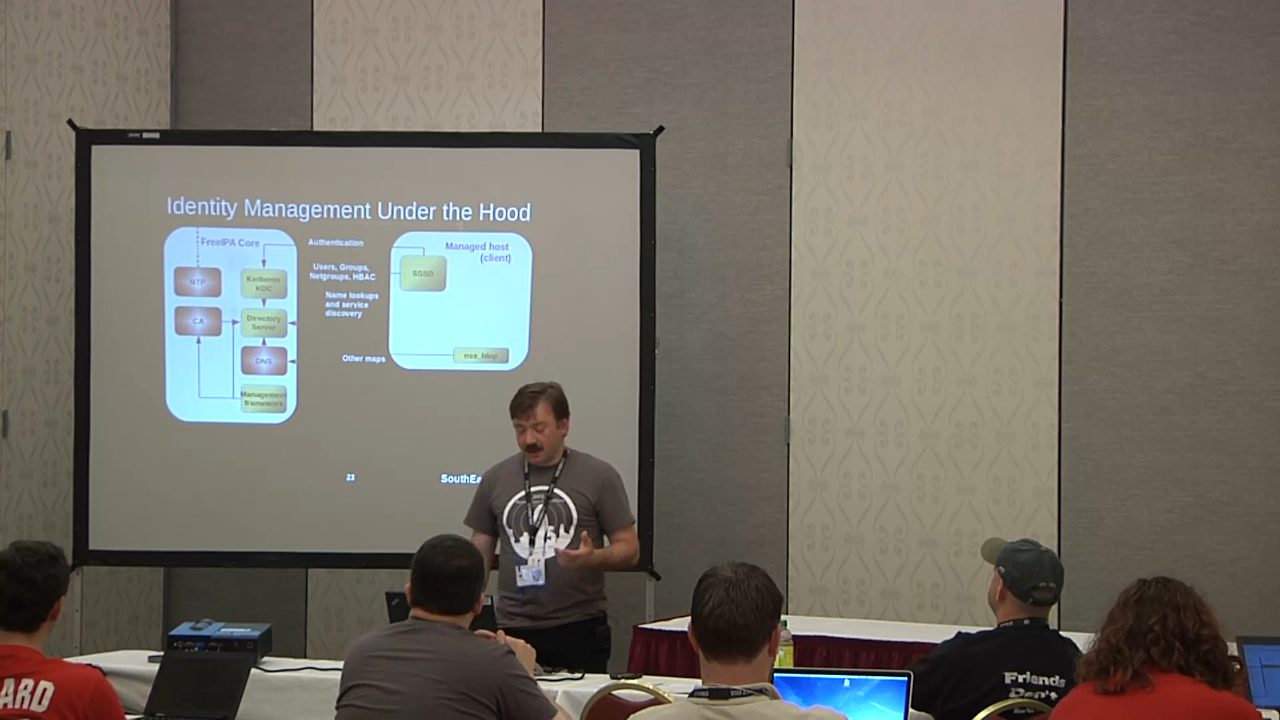 Identity Management Under the Hood
FreeIPA Core
NTP
Kerberos
KDC
CA
Directory
Server
DNS
Management
framework
Authentication
Users, Groups,
Netgroups, HBAC
Name lookups
and service
discovery
Other maps
Managed host
(client)
SSSD
nss_ldap
23
SouthEa
ARD
Friends
Don't